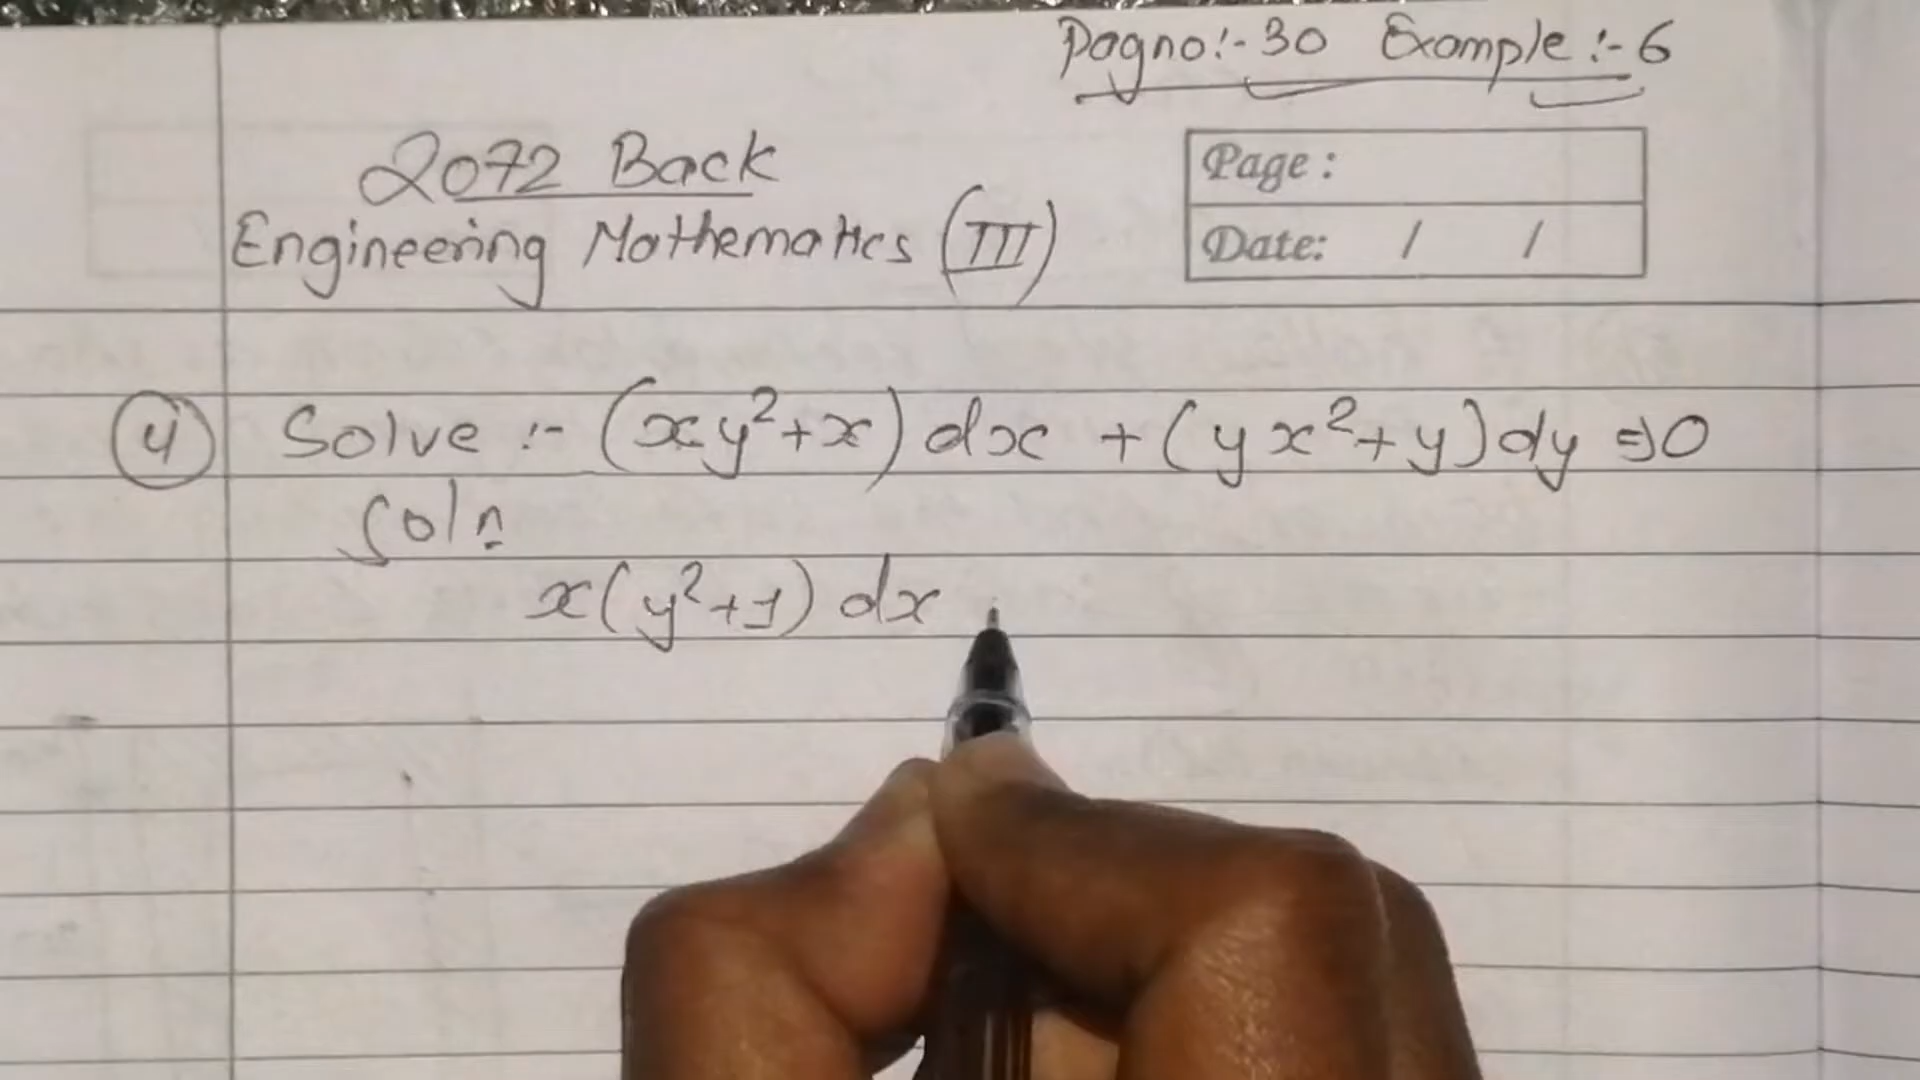 Pagno:- 30 Example:- 6
2072 Back
Engineering Mathematics (III)
Page:
Date: / /
4 Solve:- (xy²+x) dx + (yx²+y)dy => 0
Soln
x(y²+1) dx